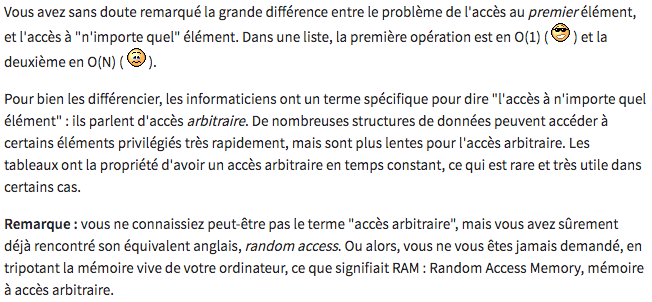 Vous avez sans doute remarqué la grande différence entre le problème de l'accès au premier élément,
et l'accès à "n'importe quel" élément. Dans une liste, la première opération est en O(1) ( ) et la
deuxième en O(N) ( ).
Pour bien les différencier, les informaticiens ont un terme spécifique pour dire "l'accès à n'importe quel
élément" : ils parlent d'accès arbitraire. De nombreuses structures de données peuvent accéder à
certains éléments privilégiés très rapidement, mais sont plus lentes pour l'accès arbitraire. Les
tableaux ont la propriété d'avoir un accès arbitraire en temps constant, ce qui est rare et très utile dans
certains cas.
Remarque : vous ne connaissiez peut-être pas le terme "accès arbitraire", mais vous avez sûrement
déjà rencontré son équivalent anglais, random access. Ou alors, vous ne vous êtes jamais demandé, en
tripotant la mémoire vive de votre ordinateur, ce que signifiait RAM : Random Access Memory, mémoire
à accès arbitraire.